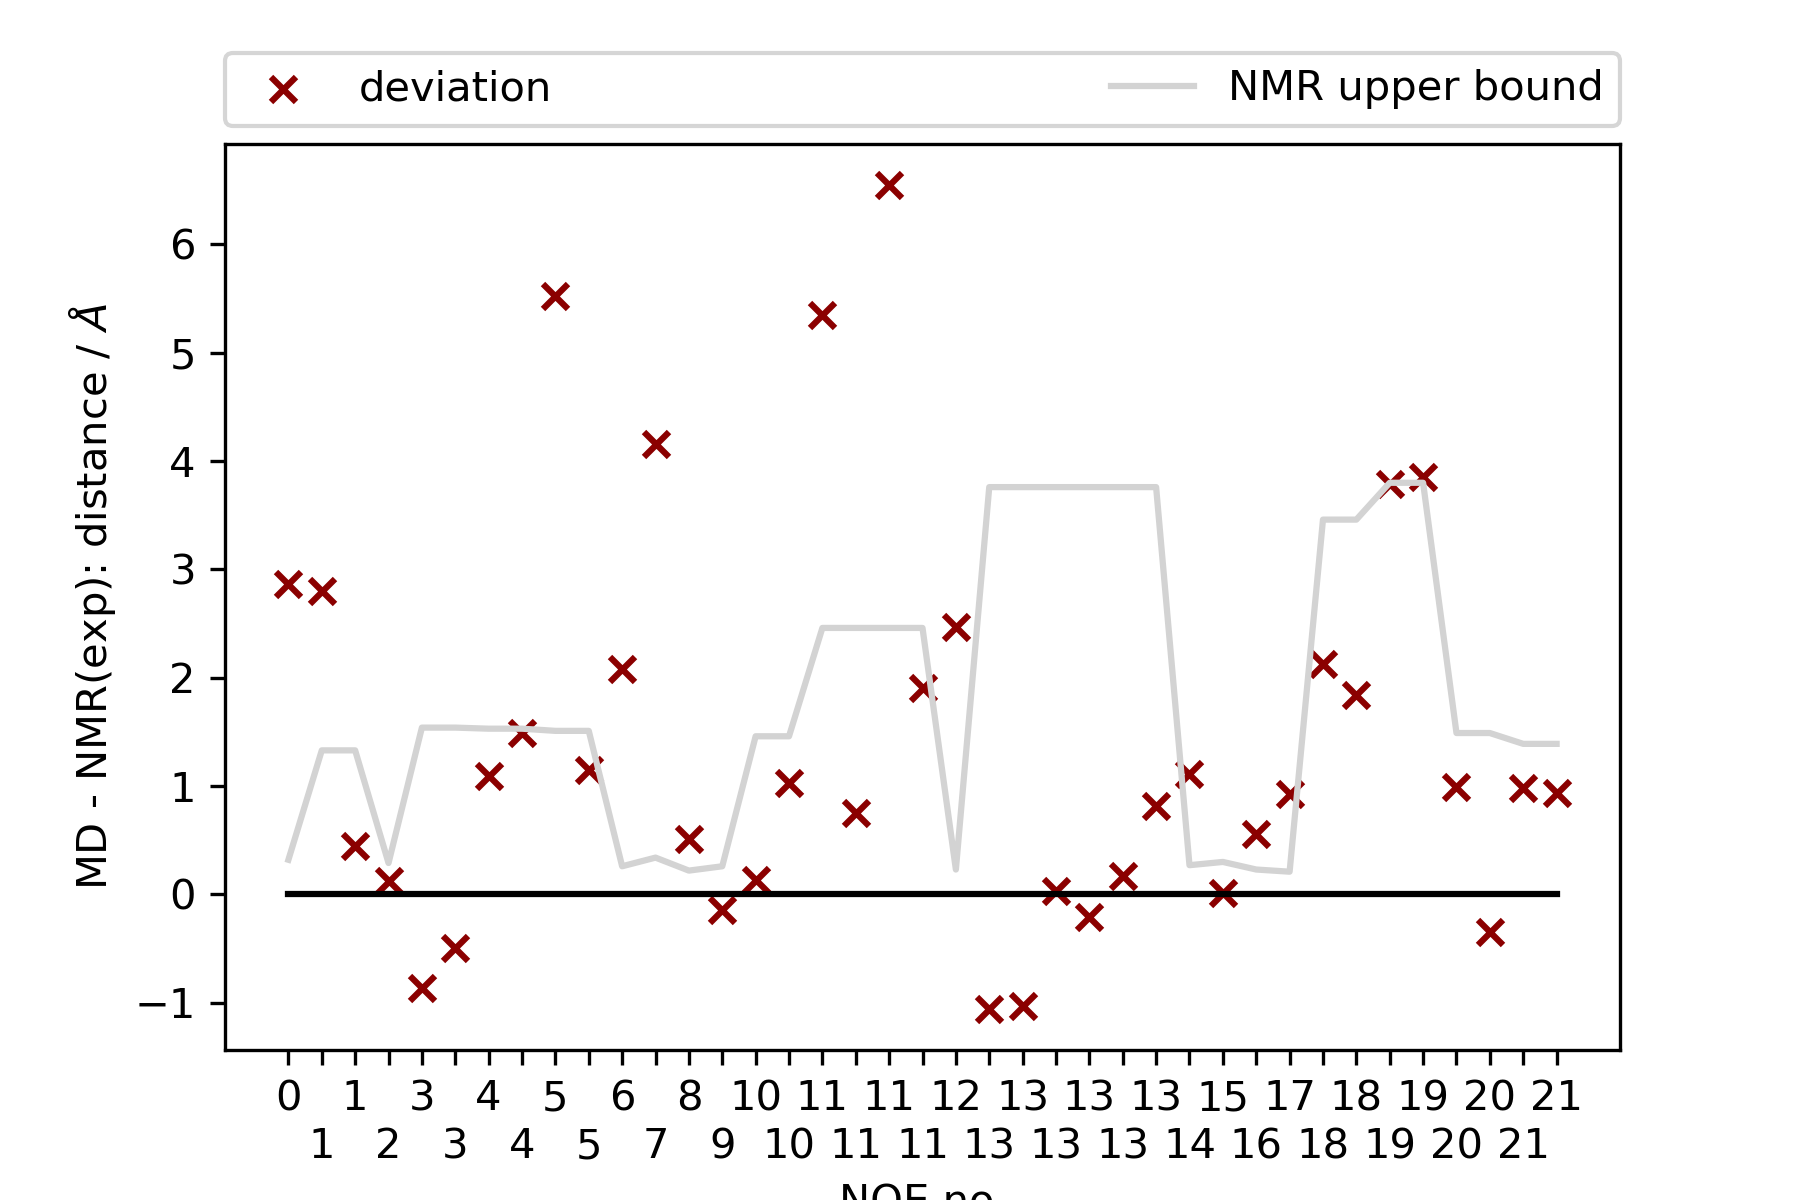 deviation
NMR upper bound
MD - NMR(exp): distance / Å
6
5
4
3
2
1
0
−1
0 1 3 4 5 6 8 10 11 11 12 13 13 13 15 17 18 19 20 21
1 2 3 4 5 7 9 10 11 11 13 13 13 14 16 18 19 20 21
NOE no